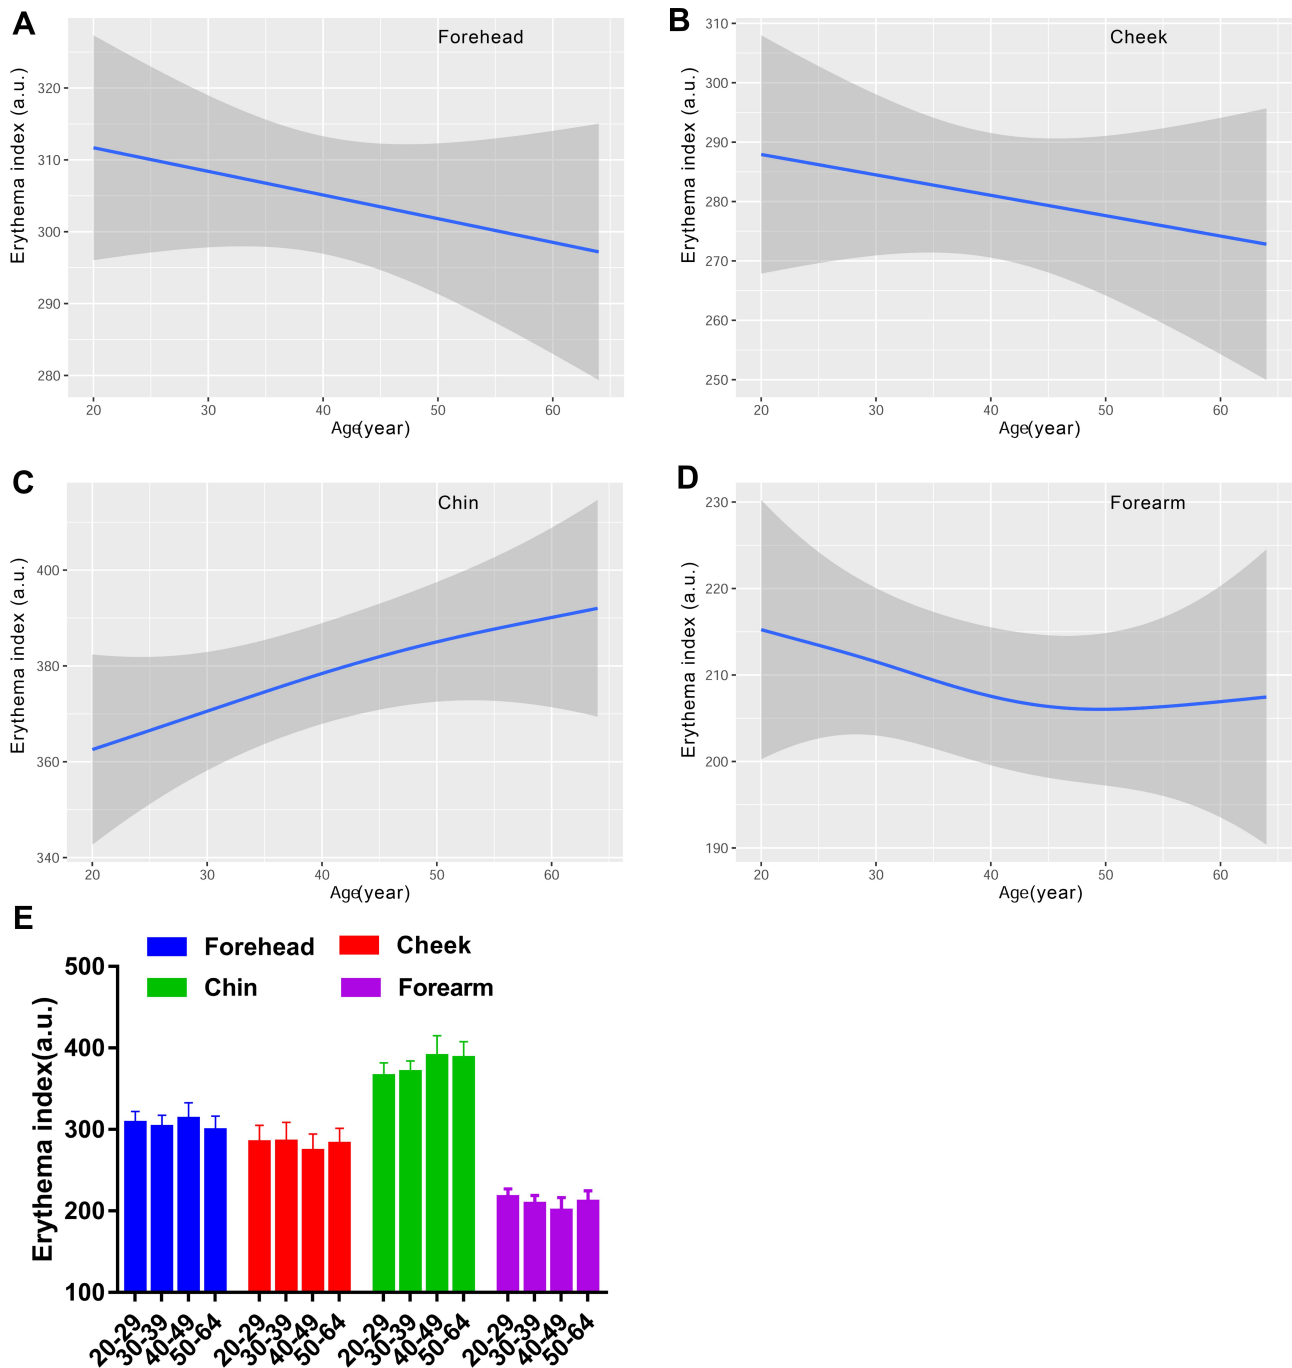 A
Forehead
Erythema index (a.u.)
320
310
300
290
280
20 30 40 50 60
Age(year)
B
Cheek
Erythema index (a.u.)
310
300
290
280
270
260
250
20 30 40 50 60
Age(year)
C
Chin
Erythema index (a.u.)
400
380
360
340
20 30 40 50 60
Age(year)
D
Forearm
Erythema index (a.u.)
230
220
210
200
190
20 30 40 50 60
Age(year)
E
Forehead Cheek
Chin Forearm
Erythema index(a.u.)
500
400
300
200
100
20-29 30-39 40-49 50-64 20-29 30-39 40-49 50-64 20-29 30-39 40-49 50-64 20-29 30-39 40-49 50-64